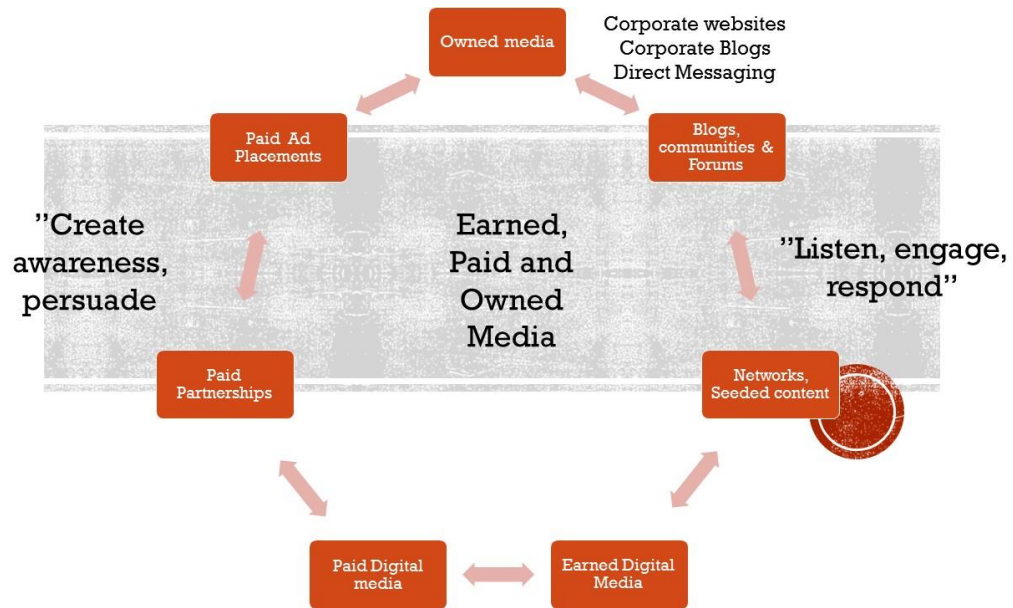 Owned media
Corporate websites
Corporate Blogs
Direct Messaging
Paid Ad
Placements
Blogs,
communities &
Forums
”Create
awareness,
persuade
Earned,
Paid and
Owned
Media
”Listen, engage,
respond”
Paid
Partnerships
Networks,
Seeded content
Paid Digital
media
Earned Digital
Media